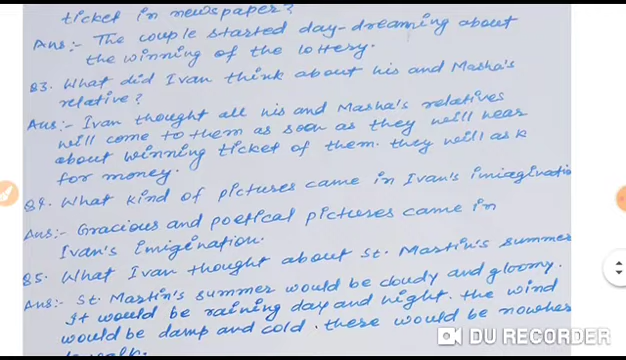 ticket in newspaper?
Ans:- The couple started day-dreaming about
the winning of the lottery.
Q3. What did Ivan think about his and Masha's
relative?
Ans:- Ivan thought all his and Masha's relatives
will come to them as soon as they will hear
about winning ticket of them. they will ask
for money.
Q4. What kind of pictures came in Ivan's imiagination
Ans:- Gracious and poetical pictures came in
Ivan's imigination.
Q5. What Ivan thought about St. Martin's summer
Ans:- St. Martin's summer would be cloudy and gloomy.
It would be raining day and night. the wind
would be damp and cold. there would be nowhere
to walk.
DU RECORDER